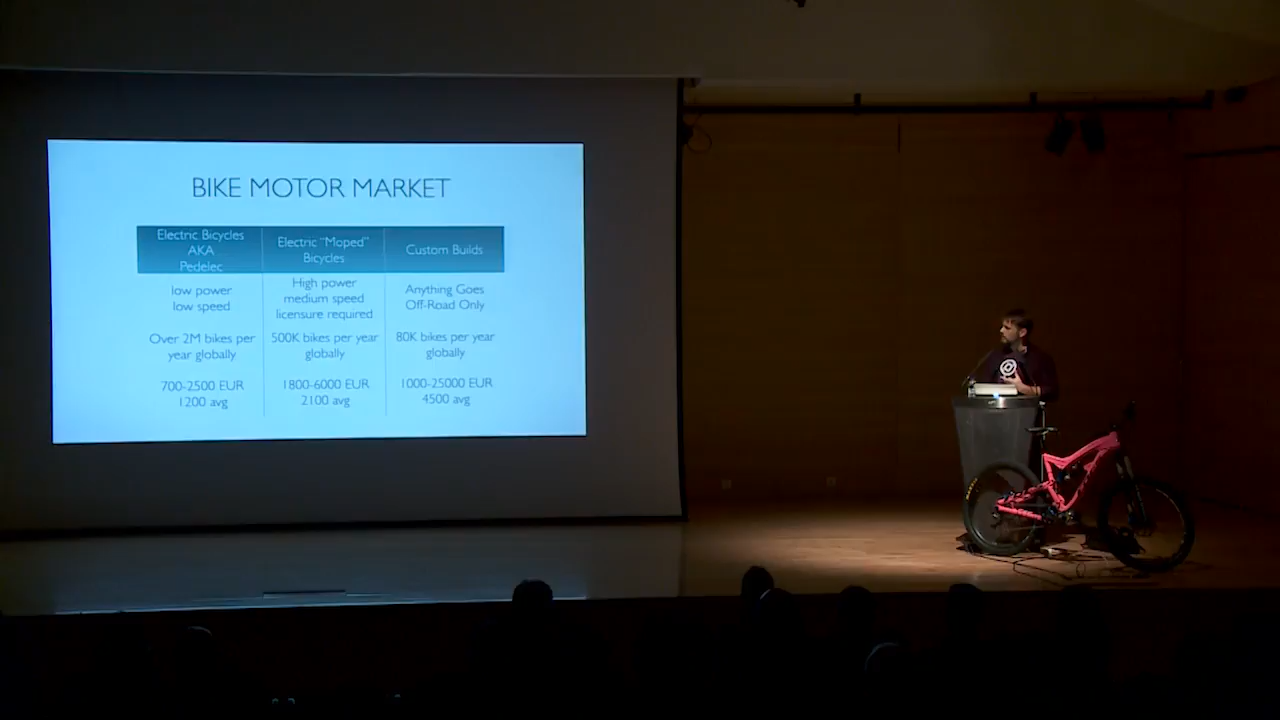 BIKE MOTOR MARKET
Electric Bicycles
AKA
Pedelec
Electric "Moped"
Bicycles
Custom Builds
low power
low speed
High power
medium speed
licensure required
Anything Goes
Off-Road Only
Over 2M bikes per
year globally
500K bikes per year
globally
80K bikes per year
globally
700-2500 EUR
1200 avg
1800-6000 EUR
2100 avg
1000-25000 EUR
4500 avg